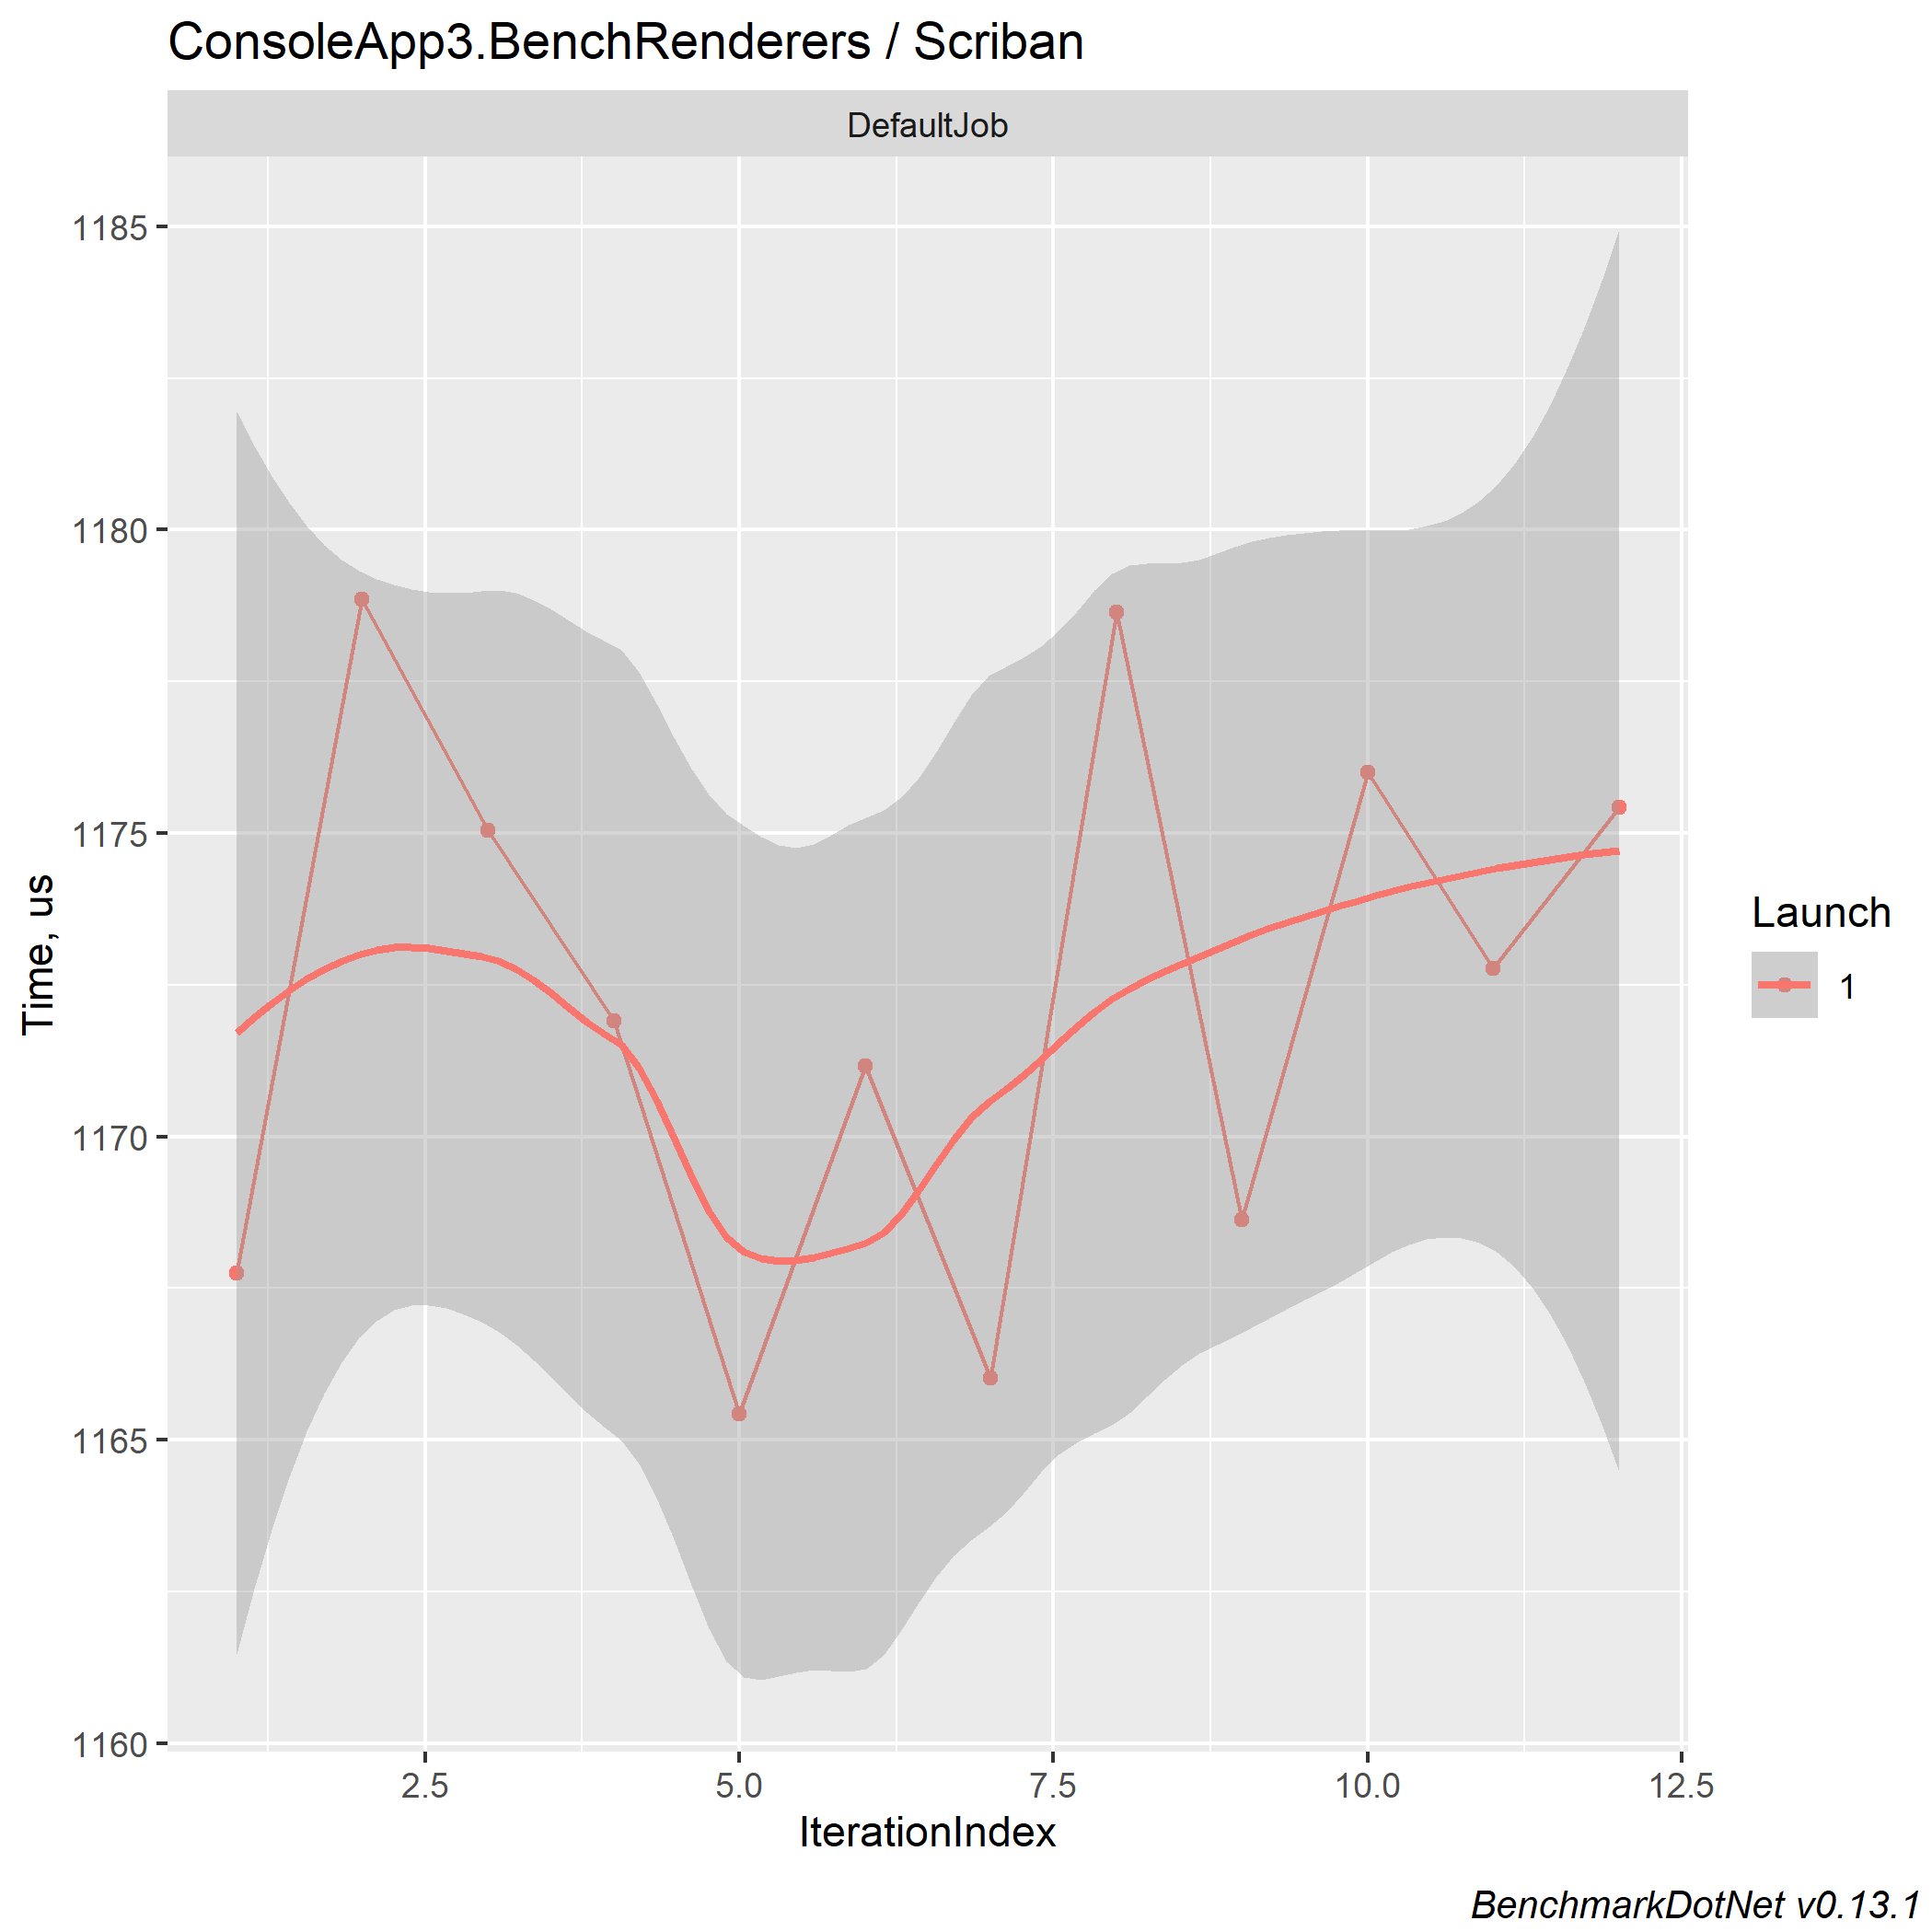 ConsoleApp3.BenchRenderers / Scriban
DefaultJob
1185
1180
1175
1170
1165
1160
Time, us
2.5 5.0 7.5 10.0 12.5
IterationIndex
Launch
1
BenchmarkDotNet v0.13.1